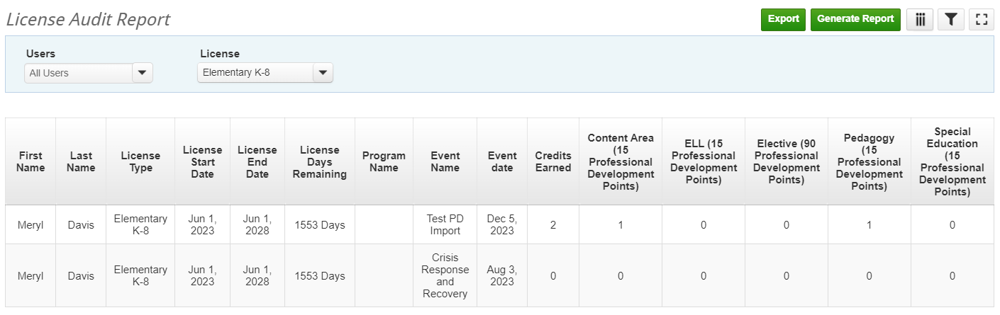 License Audit Report
Export
Generate Report
Users
License
All Users
Elementary K-8
First Name
Last Name
License Type
License Start Date
License End Date
License Days Remaining
Program Name
Event Name
Event date
Credits Earned
Content Area (15 Professional Development Points)
ELL (15 Professional Development Points)
Elective (90 Professional Development Points)
Pedagogy (15 Professional Development Points)
Special Education (15 Professional Development Points)
Meryl
Davis
Elementary K-8
Jun 1, 2023
Jun 1, 2028
1553 Days
Test PD Import
Dec 5, 2023
2
1
0
0
1
0
Meryl
Davis
Elementary K-8
Jun 1, 2023
Jun 1, 2028
1553 Days
Crisis Response and Recovery
Aug 3, 2023
0
0
0
0
0
0